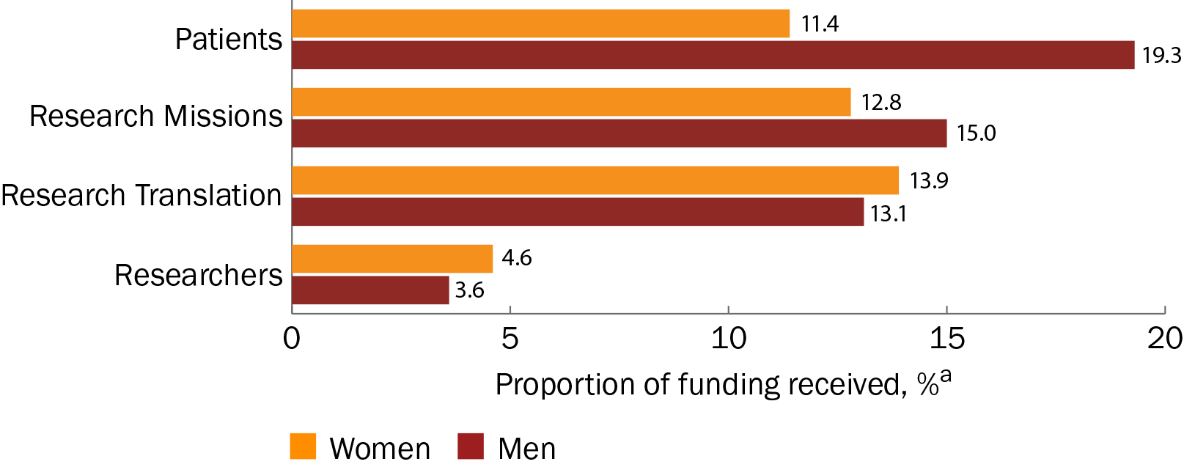 Patients
11.4
19.3
Research Missions
12.8
15.0
Research Translation
13.9
13.1
Researchers
4.6
3.6
0 5 10 15 20
Proportion of funding received, %a
Women Men